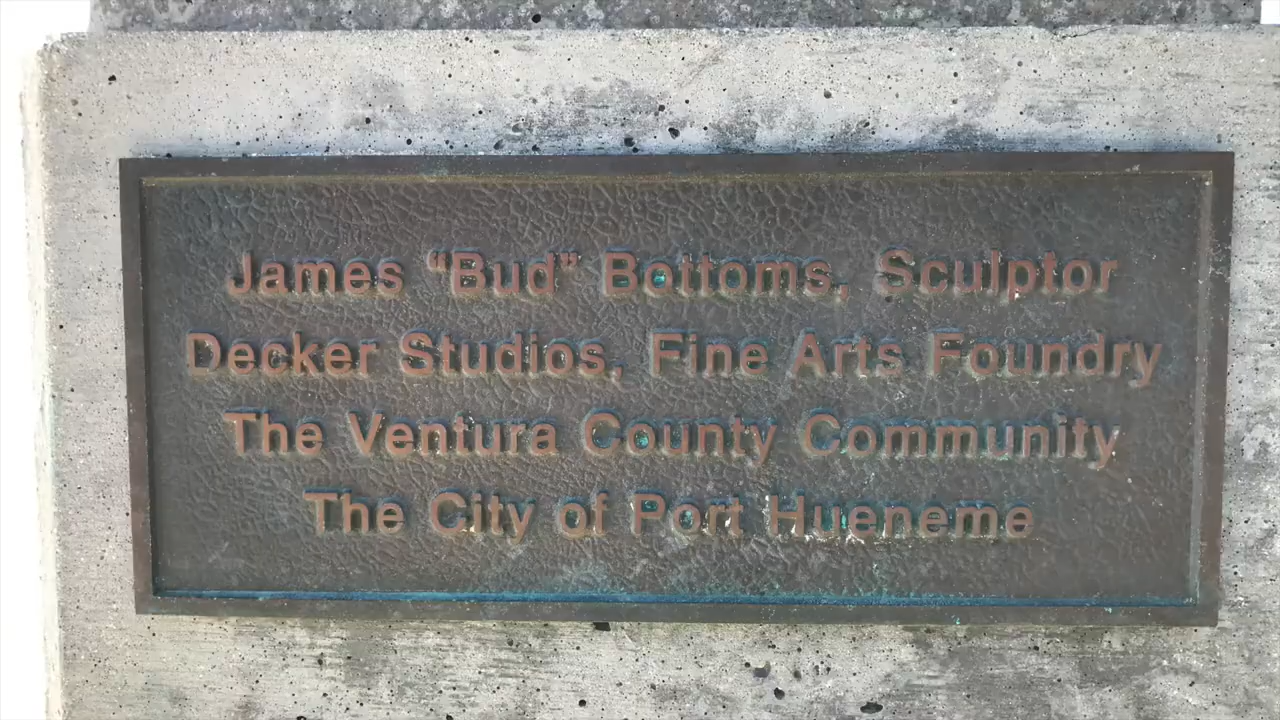 James “Bud” Bottoms, Sculptor
Decker Studios, Fine Arts Foundry
The Ventura County Community
The City of Port Hueneme